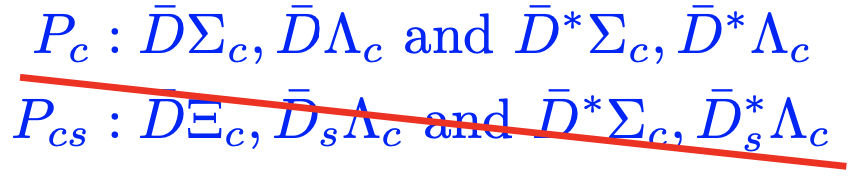 P_c : D̄Σ_c, D̄Λ_c and D̄*Σ_c, D̄*Λ_c
P_cs : D̄Ξ_c, D̄_sΛ_c and D̄*Σ_c, D̄*_sΛ_c